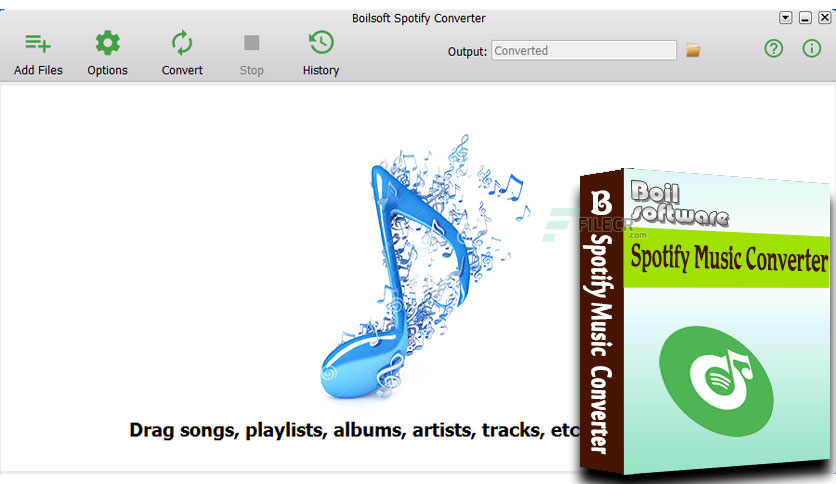 Boilsoft Spotify Converter
Add Files
Options
Convert
Stop
History
Output:
Converted
FILECR
.com
Drag songs, playlists, albums, artists, tracks, etc
B Spotify Music Converter
Boil
software
Spotify Music Converter